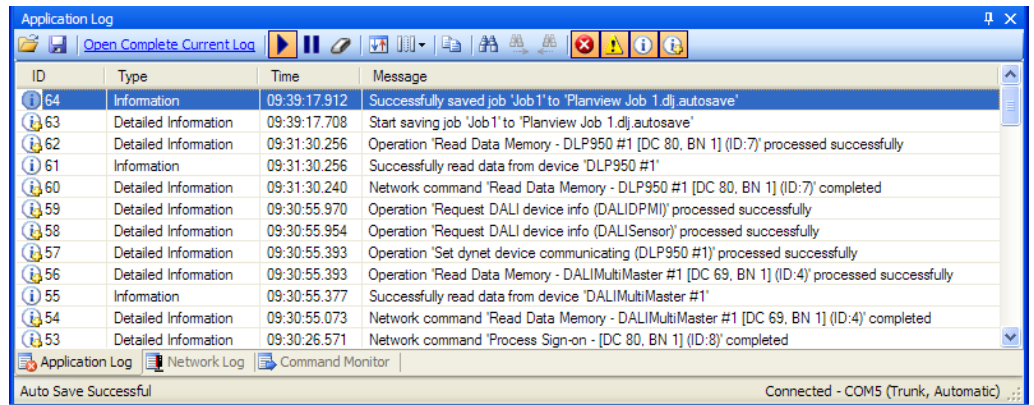 Application Log
Open Complete Current Log
ID Type Time Message
64 Information 09:39:17.912 Successfully saved job 'Job1' to 'Planview Job 1.dlj.autosave'
63 Detailed Information 09:39:17.708 Start saving job 'Job1' to 'Planview Job 1.dlj.autosave'
62 Detailed Information 09:31:30.256 Operation 'Read Data Memory - DLP950 #1 [DC 80, BN 1] (ID:7)' processed successfully
61 Information 09:31:30.256 Successfully read data from device 'DLP950 #1'
60 Detailed Information 09:31:30.240 Network command 'Read Data Memory - DLP950 #1 [DC 80, BN 1] (ID:7)' completed
59 Detailed Information 09:30:55.970 Operation 'Request DALI device info (DALIDPMI)' processed successfully
58 Detailed Information 09:30:55.954 Operation 'Request DALI device info (DALISensor)' processed successfully
57 Detailed Information 09:30:55.393 Operation 'Set dynet device communicating (DLP950 #1)' processed successfully
56 Detailed Information 09:30:55.393 Operation 'Read Data Memory - DALIMultiMaster #1 [DC 69, BN 1] (ID:4)' processed successfully
55 Information 09:30:55.377 Successfully read data from device 'DALIMultiMaster #1'
54 Detailed Information 09:30:55.073 Network command 'Read Data Memory - DALIMultiMaster #1 [DC 69, BN 1] (ID:4)' completed
53 Detailed Information 09:30:26.571 Network command 'Process Sign-on - [DC 80, BN 1] (ID:8)' completed
Application Log Network Log Command Monitor
Auto Save Successful Connected - COM5 (Trunk, Automatic)